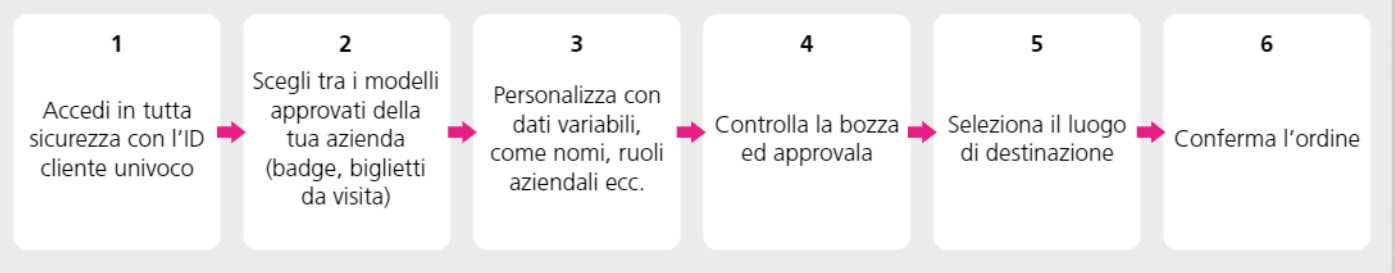 1
Accedi in tutta
sicurezza con l'ID
cliente univoco
2
Scegli tra i modelli
approvati della
tua azienda
(badge, biglietti
da visita)
3
Personalizza con
dati variabili,
come nomi, ruoli
aziendali ecc.
4
Controlla la bozza
ed approvala
5
Seleziona il luogo
di destinazione
6
Conferma l'ordine